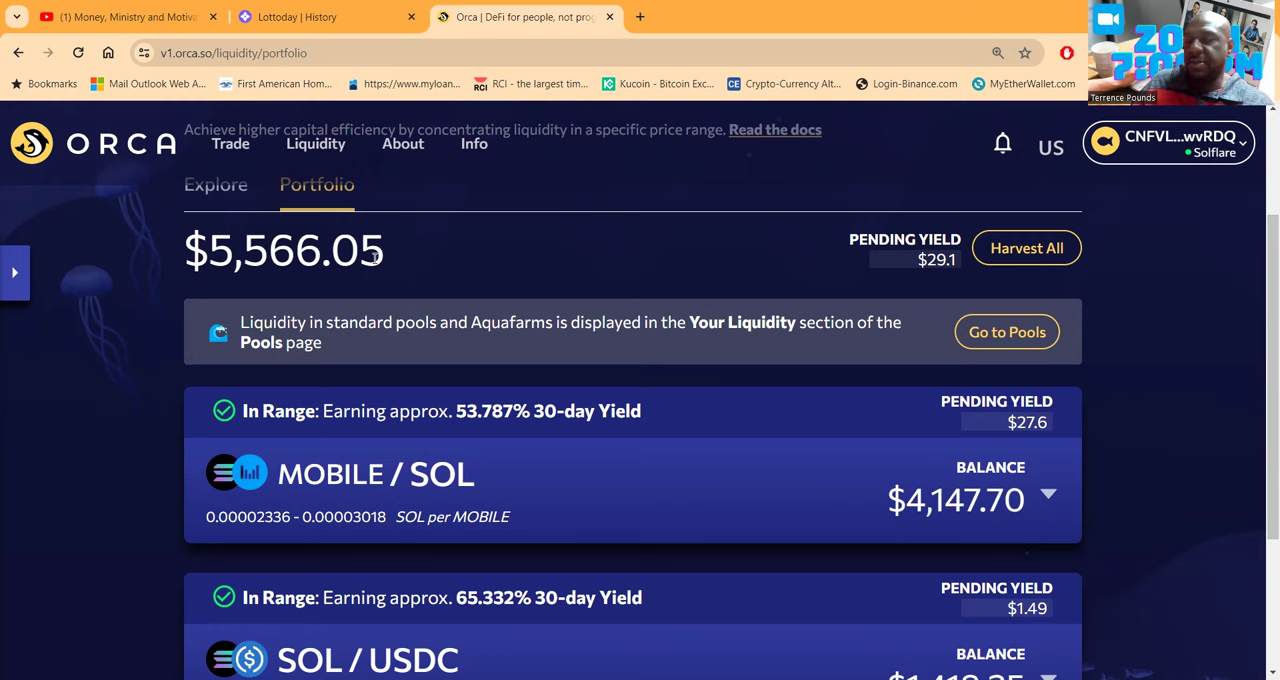 (1) Money, Ministry and Motiva
Lottoday | History
Orca | DeFi for people, not prog
v1.orca.so/liquidity/portfolio
Bookmarks
Mail Outlook Web A...
First American Hom...
https://www.myloan...
RCI - the largest tim...
Kucoin - Bitcoin Exc...
Crypto-Currency Alt...
Login-Binance.com
MyEtherWallet.com
Terrence Pounds
Achieve higher capital efficiency by concentrating liquidity in a specific price range. Read the docs
ORCA
Trade
Liquidity
About
Info
US
CNFVL...wvRDQ
Solflare
Explore
Portfolio
$5,566.05
PENDING YIELD
$29.1
Harvest All
Liquidity in standard pools and Aquafarms is displayed in the Your Liquidity section of the
Pools page
Go to Pools
In Range: Earning approx. 53.787% 30-day Yield
PENDING YIELD
$27.6
MOBILE / SOL
0.00002336 - 0.00003018 SOL per MOBILE
BALANCE
$4,147.70
In Range: Earning approx. 65.332% 30-day Yield
PENDING YIELD
$1.49
SOL / USDC
BALANCE
$1,418.35